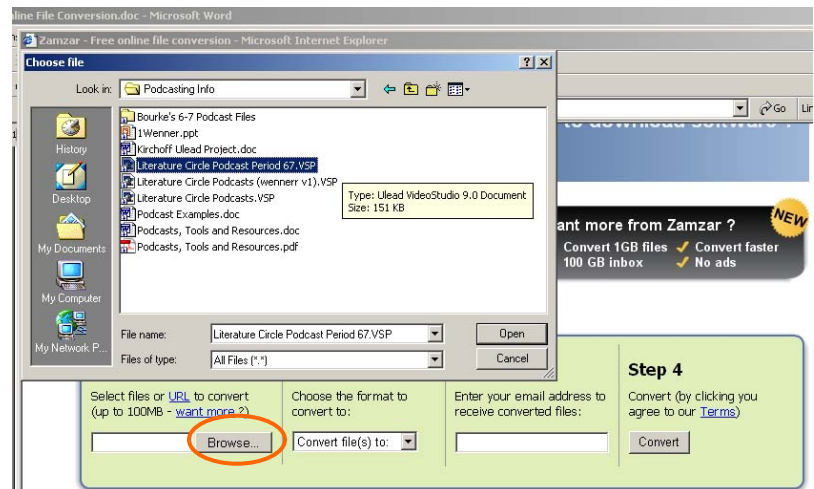 line File Conversion.doc - Microsoft Word
Zamzar - Free online file conversion - Microsoft Internet Explorer
Choose file
Look in:
Podcasting Info
Go
History
Desktop
My Documents
My Computer
My Network P...
Bourke's 6-7 Podcast Files
1Wenner.ppt
Kirchoff Ulead Project.doc
Literature Circle Podcast Period 67.VSP
Literature Circle Podcasts (wennerr v1).VSP
Literature Circle Podcasts.VSP
Podcast Examples.doc
Podcasts, Tools and Resources.doc
Podcasts, Tools and Resources.pdf
Type: Ulead VideoStudio 9.0 Document
Size: 151 KB
File name:
Literature Circle Podcast Period 67.VSP
Open
Files of type:
All Files (*.*)
Cancel
to download software ?
ant more from Zamzar ?
NEW
Convert 1GB files ✓ Convert faster
100 GB inbox ✓ No ads
Step 4
Select files or URL to convert
(up to 100MB - want more ?)
Browse...
Choose the format to
convert to:
Convert file(s) to:
Enter your email address to
receive converted files:
Convert (by clicking you
agree to our Terms)
Convert